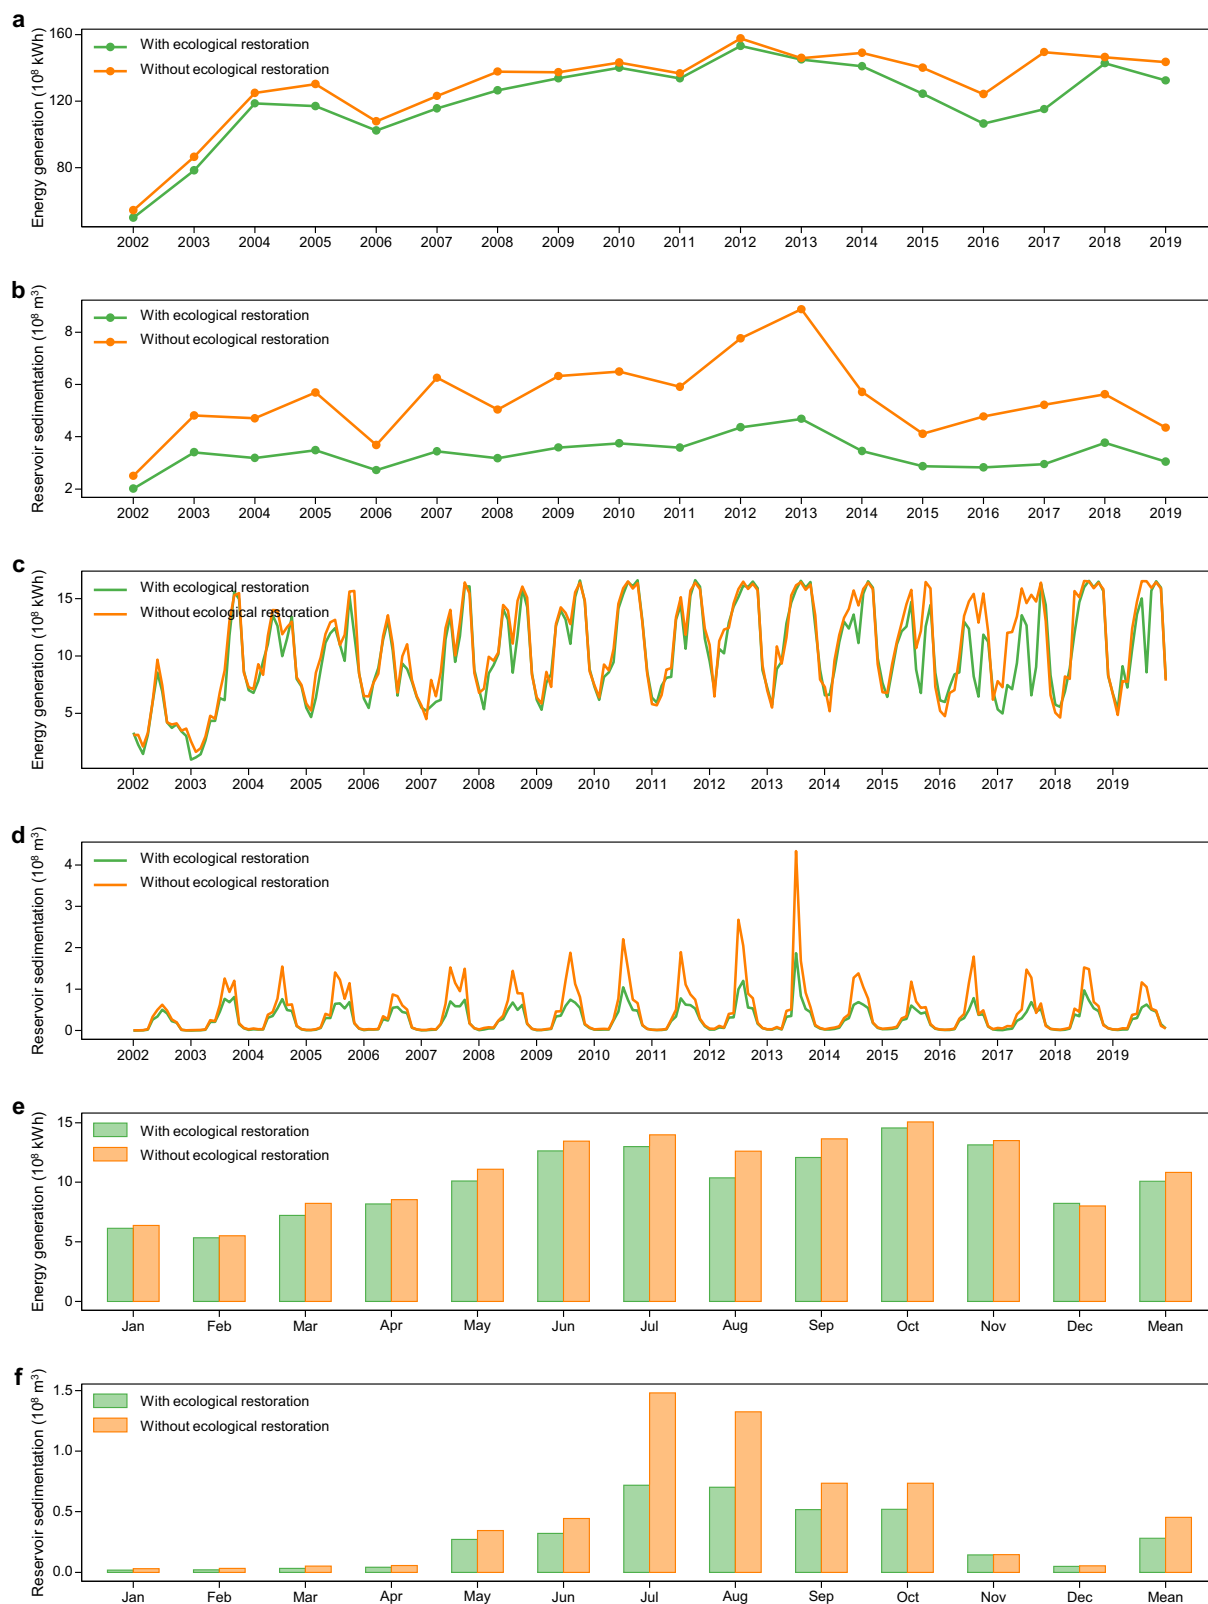 a
Energy generation (10⁸ kWh)
160
120
80
With ecological restoration
Without ecological restoration
2002 2003 2004 2005 2006 2007 2008 2009 2010 2011 2012 2013 2014 2015 2016 2017 2018 2019
b
Reservoir sedimentation (10⁸ m³)
8
6
4
2
With ecological restoration
Without ecological restoration
2002 2003 2004 2005 2006 2007 2008 2009 2010 2011 2012 2013 2014 2015 2016 2017 2018 2019
c
Energy generation (10⁸ kWh)
15
10
5
With ecological restoration
Without ecological restoration
2002 2003 2004 2005 2006 2007 2008 2009 2010 2011 2012 2013 2014 2015 2016 2017 2018 2019
d
Reservoir sedimentation (10⁸ m³)
4
3
2
1
0
With ecological restoration
Without ecological restoration
2002 2003 2004 2005 2006 2007 2008 2009 2010 2011 2012 2013 2014 2015 2016 2017 2018 2019
e
Energy generation (10⁸ kWh)
15
10
5
0
With ecological restoration
Without ecological restoration
Jan Feb Mar Apr May Jun Jul Aug Sep Oct Nov Dec Mean
f
Reservoir sedimentation (10⁸ m³)
1.5
1.0
0.5
0.0
With ecological restoration
Without ecological restoration
Jan Feb Mar Apr May Jun Jul Aug Sep Oct Nov Dec Mean